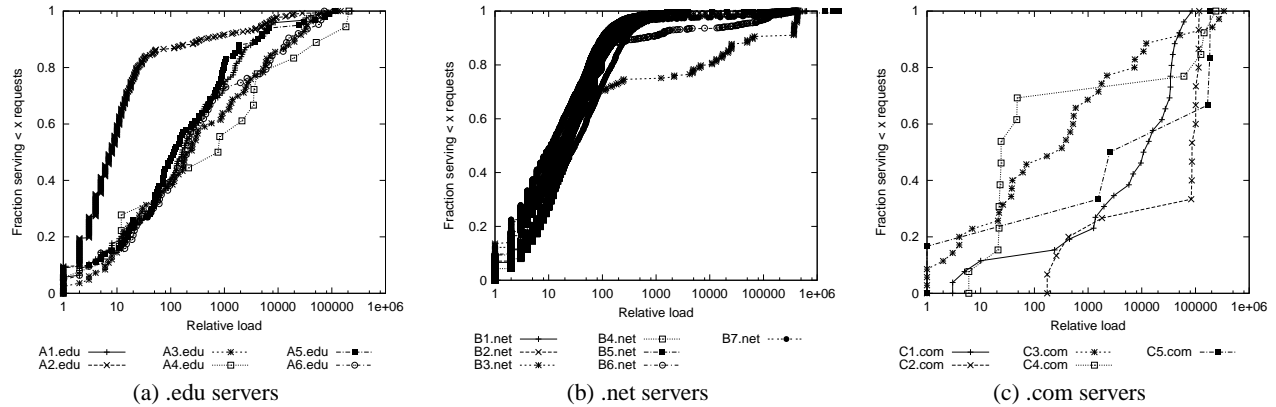 Fraction serving < x requests
1
0.8
0.6
0.4
0.2
0
1 10 100 1000 10000 100000 1e+06
Relative load
A1.edu A3.edu A5.edu
A2.edu A4.edu A6.edu
(a) .edu servers
Fraction serving < x requests
1
0.8
0.6
0.4
0.2
0
1 10 100 1000 10000 100000 1e+06
Relative load
B1.net B4.net B7.net
B2.net B5.net
B3.net B6.net
(b) .net servers
Fraction serving < x requests
1
0.8
0.6
0.4
0.2
0
1 10 100 1000 10000 100000 1e+06
Relative load
C1.com C3.com C5.com
C2.com C4.com
(c) .com servers